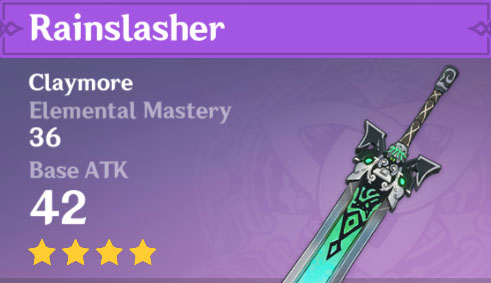 Rainslasher
Claymore
Elemental Mastery
36
Base ATK
42